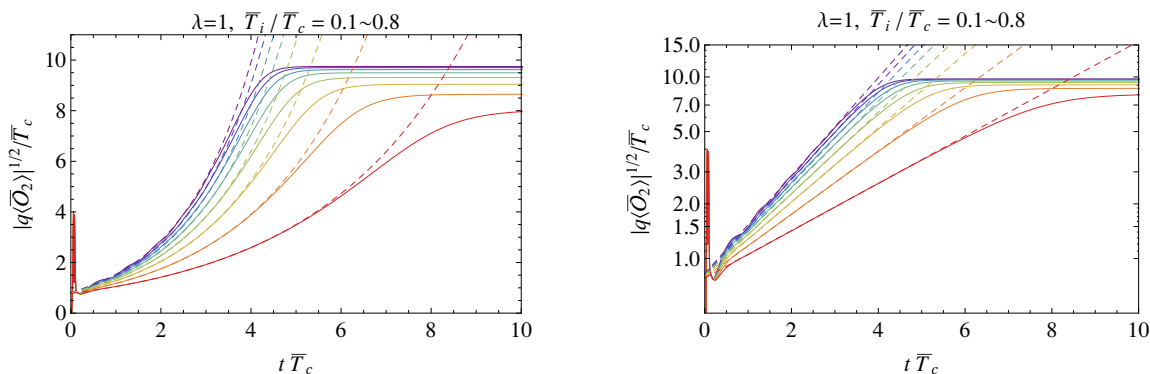 λ=1, T̅ᵢ/T̅c = 0.1~0.8
10
8
6
4
2
0
|q⟨O̅₂⟩|^{1/2}/T̅c
0 2 4 6 8 10
t T̅c
λ=1, T̅ᵢ/T̅c = 0.1~0.8
15.0
10.0
7.0
5.0
3.0
2.0
1.5
1.0
|q⟨O̅₂⟩|^{1/2}/T̅c
0 2 4 6 8 10
t T̅c